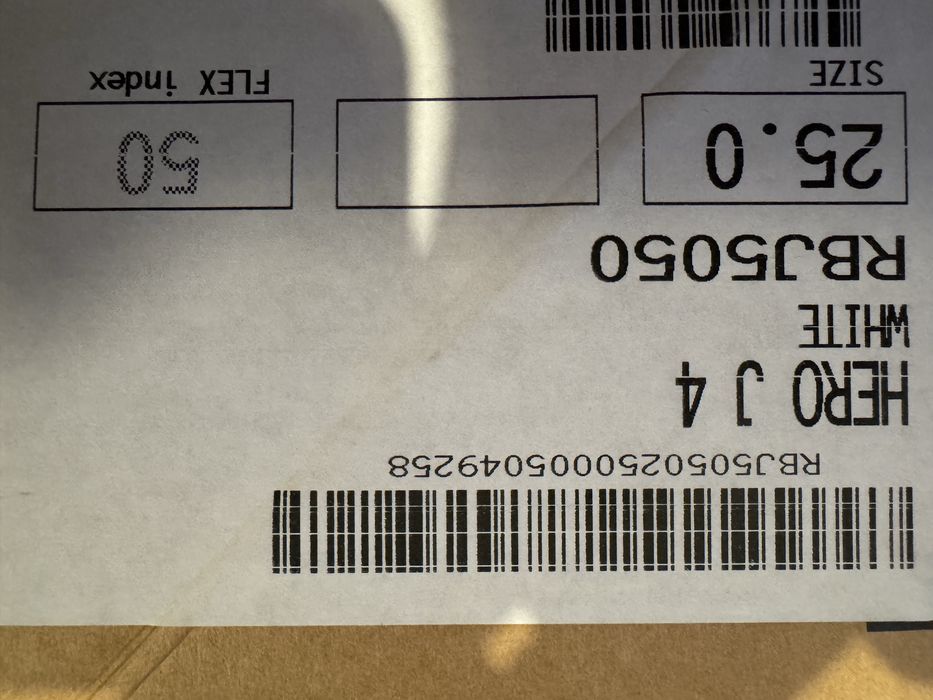 RBJ5050250005049258
HERO J 4
WHITE
RBJ5050
25.0 50
SIZE FLEX index